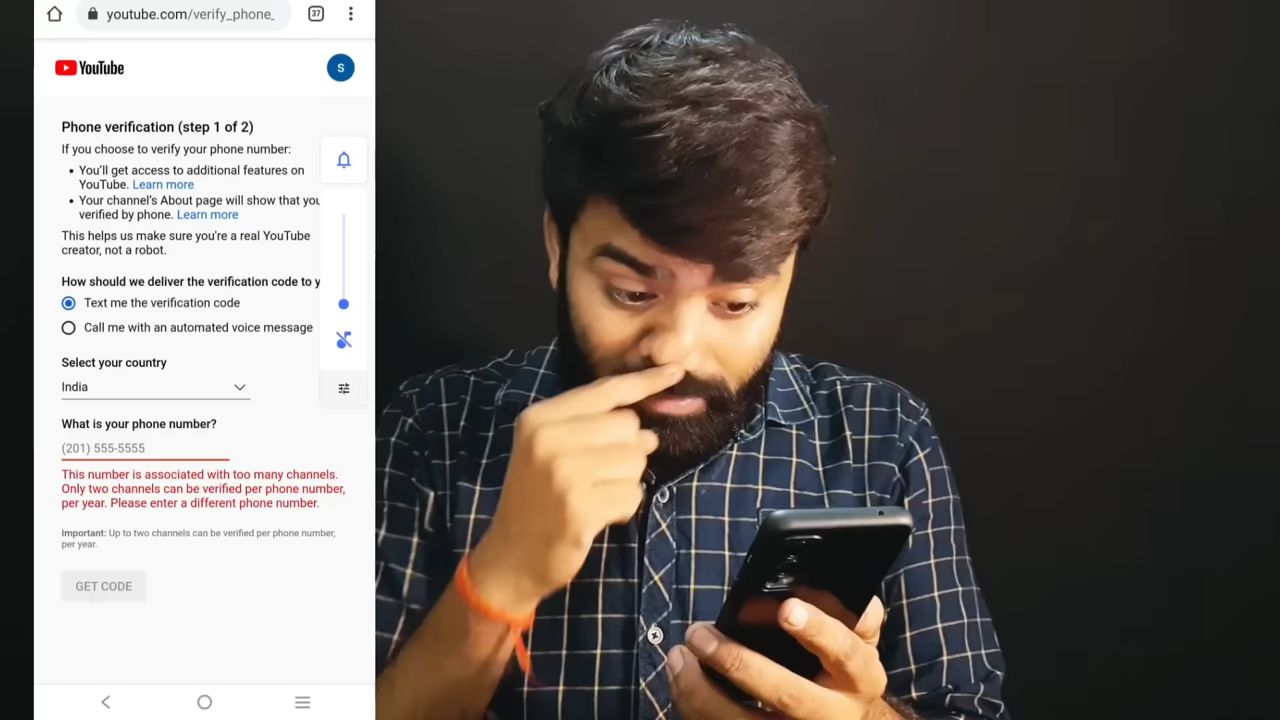 youtube.com/verify_phone_
37
YouTube
S
Phone verification (step 1 of 2)
If you choose to verify your phone number:
• You'll get access to additional features on
YouTube. Learn more
• Your channel's About page will show that you
verified by phone. Learn more
This helps us make sure you're a real YouTube
creator, not a robot.
How should we deliver the verification code to y
Text me the verification code
Call me with an automated voice message
Select your country
India
What is your phone number?
(201) 555-5555
This number is associated with too many channels.
Only two channels can be verified per phone number,
per year. Please enter a different phone number.
Important: Up to two channels can be verified per phone number,
per year.
GET CODE